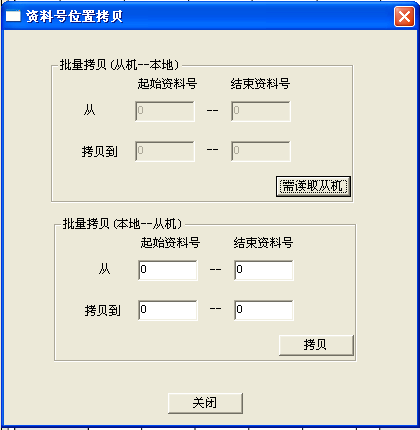 资料号位置拷贝
批量拷贝(从机--本地)
起始资料号 结束资料号
从 0 -- 0
拷贝到 0 -- 0
需读取从机
批量拷贝(本地--从机)
起始资料号 结束资料号
从 0 -- 0
拷贝到 0 -- 0
拷贝
关闭